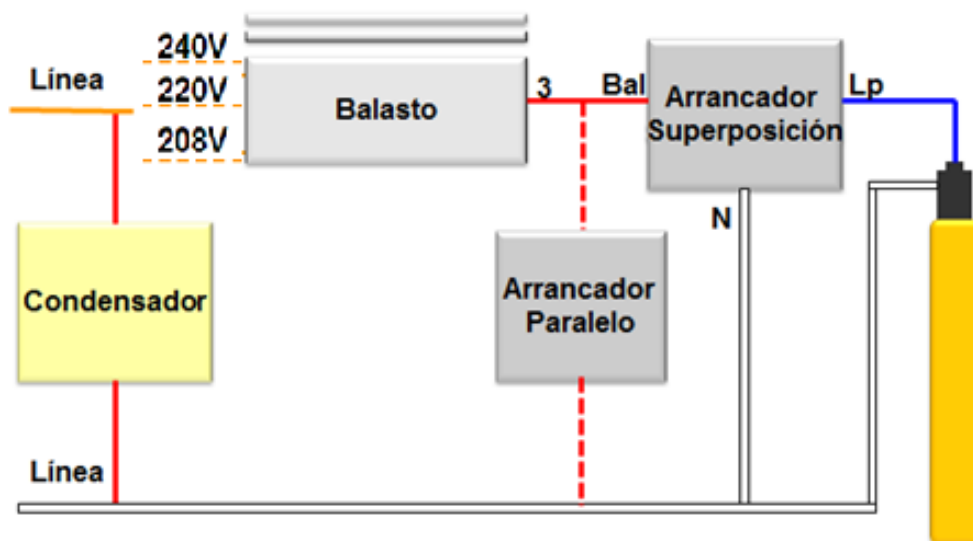 240V
Línea
220V
208V
Balasto
3
Bal
Arrancador
Superposición
Lp
N
Condensador
Arrancador
Paralelo
Línea